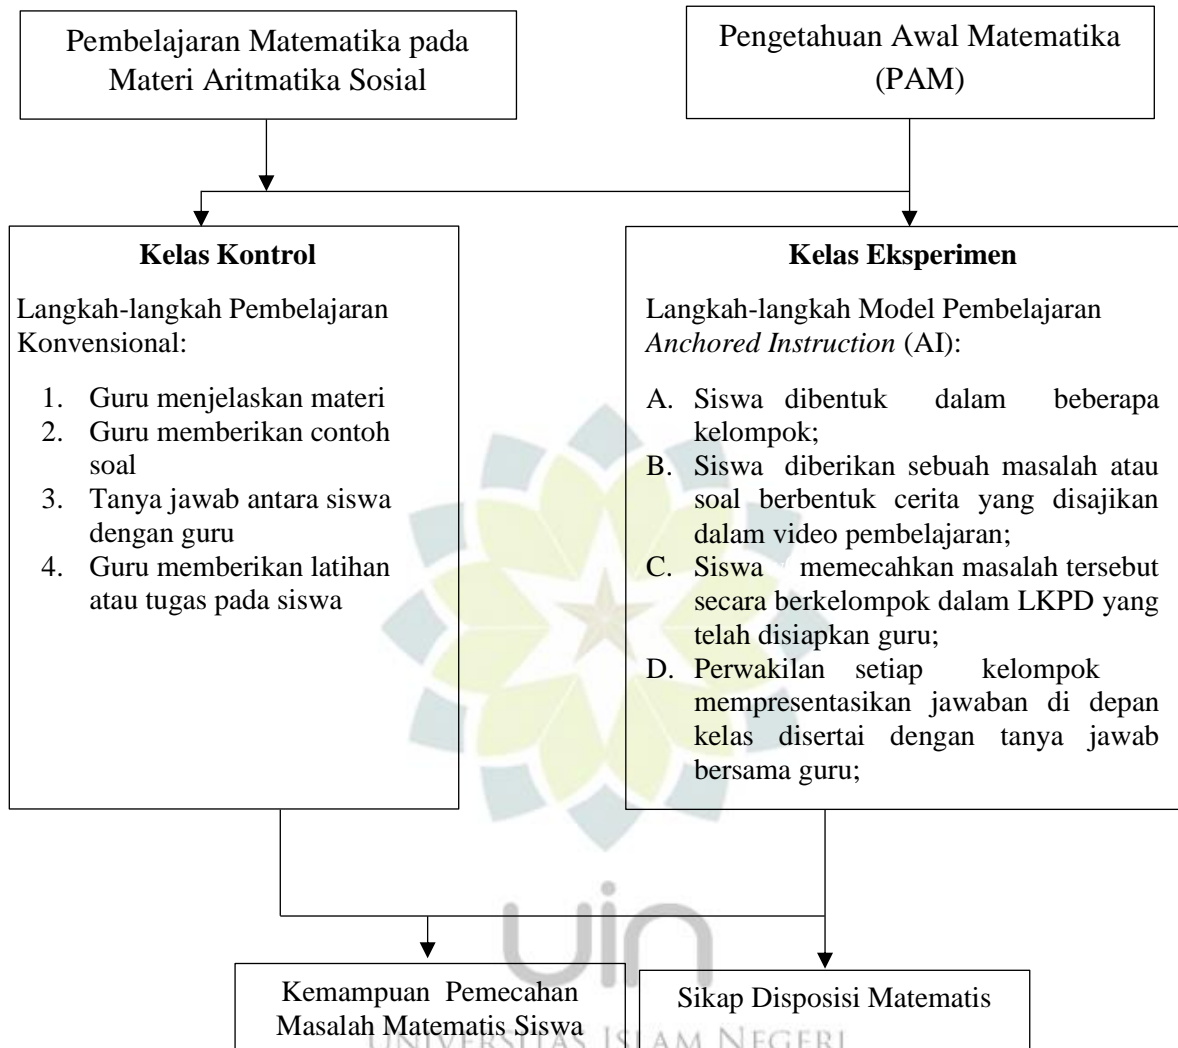 Pembelajaran Matematika pada
Materi Aritmatika Sosial
Pengetahuan Awal Matematika
(PAM)
Kelas Kontrol
Langkah-langkah Pembelajaran
Konvensional:
1. Guru menjelaskan materi
2. Guru memberikan contoh
soal
3. Tanya jawab antara siswa
dengan guru
4. Guru memberikan latihan
atau tugas pada siswa
Kelas Eksperimen
Langkah-langkah Model Pembelajaran
Anchored Instruction (AI):
A. Siswa dibentuk dalam beberapa
kelompok;
B. Siswa diberikan sebuah masalah atau
soal berbentuk cerita yang disajikan
dalam video pembelajaran;
C. Siswa memecahkan masalah tersebut
secara berkelompok dalam LKPD yang
telah disiapkan guru;
D. Perwakilan setiap kelompok
mempresentasikan jawaban di depan
kelas disertai dengan tanya jawab
bersama guru;
uin
Kemampuan Pemecahan
Masalah Matematis Siswa
Sikap Disposisi Matematis
UNIVERSITAS ISLAM NEGERI